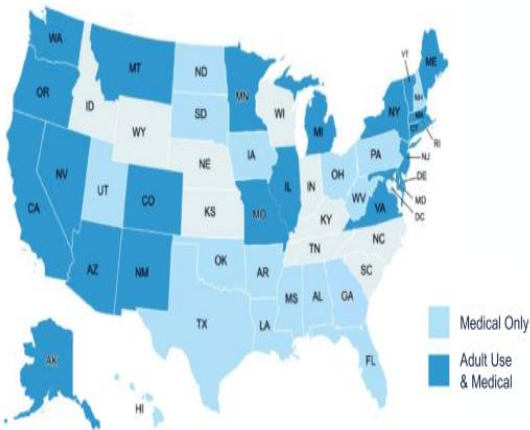 WA
MT
ND
MN
VT
ME
OR
ID
SD
WI
MI
NY
NH
MA
CT
RI
WY
IA
PA
NJ
NV
NE
IL
IN
OH
DE
UT
CO
WV
MD
CA
KS
MO
KY
VA
DC
AZ
NM
OK
AR
TN
NC
SC
TX
LA
MS
AL
GA
FL
AK
HI
Medical Only
Adult Use
& Medical